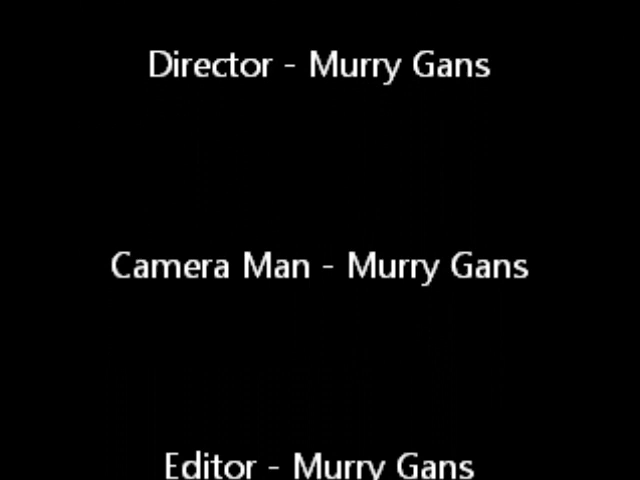 Director - Murry Gans
Camera Man - Murry Gans
Editor - Murry Gans